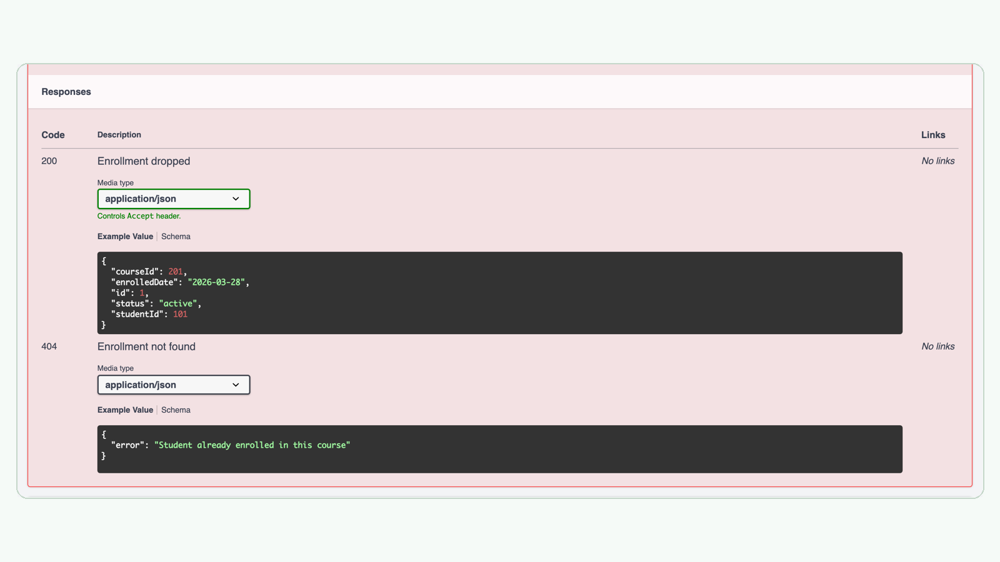 Responses
Code Description Links
200 Enrollment dropped No links
Media type
application/json
Controls Accept header.
Example Value Schema
{
"courseId": 201,
"enrolledDate": "2026-03-28",
"id": 1,
"status": "active",
"studentId": 101
}
404 Enrollment not found No links
Media type
application/json
Example Value Schema
{
"error": "Student already enrolled in this course"
}